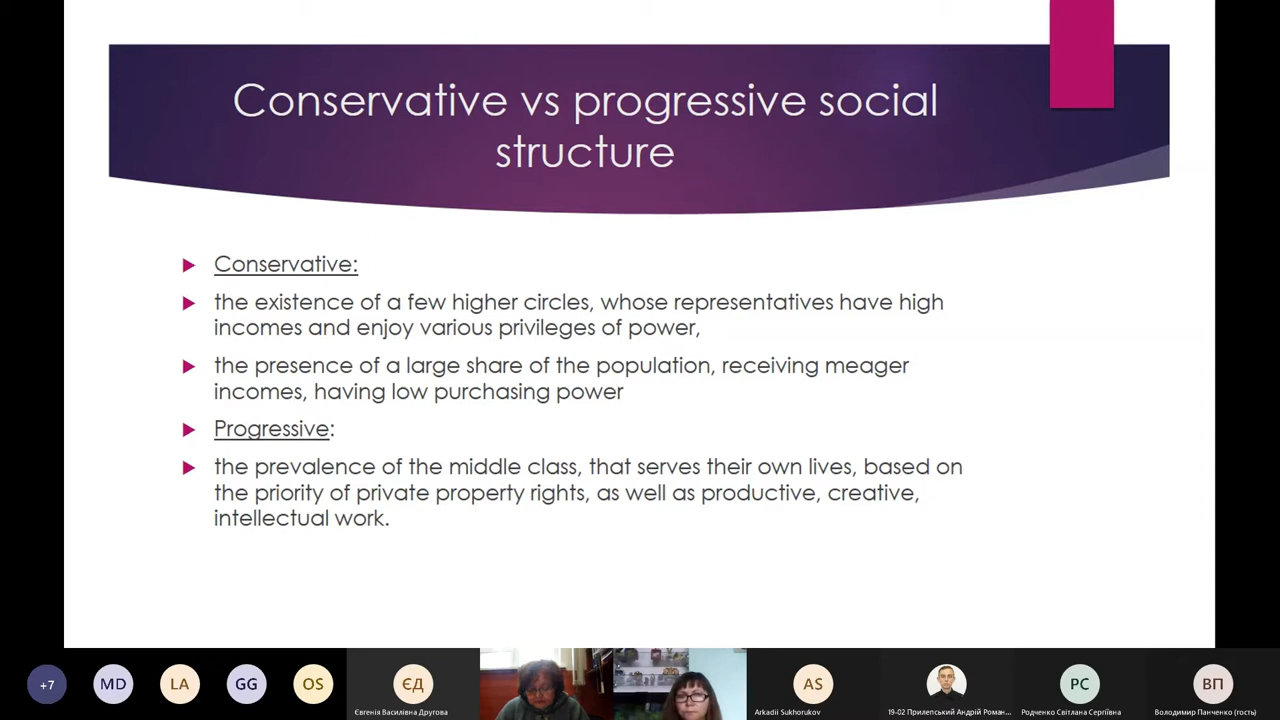 Conservative vs progressive social
structure
Conservative:
the existence of a few higher circles, whose representatives have high
incomes and enjoy various privileges of power,
the presence of a large share of the population, receiving meager
incomes, having low purchasing power
Progressive:
the prevalence of the middle class, that serves their own lives, based on
the priority of private property rights, as well as productive, creative,
intellectual work.
+7
MD
LA
GG
OS
ЄД
Євгенія Василівна Другова
AS
Arkadii Sukhorukov
19-02 Прилепський Андрій Роман...
РС
Родченко Світлана Сергіївна
ВП
Володимир Панченко (гость)